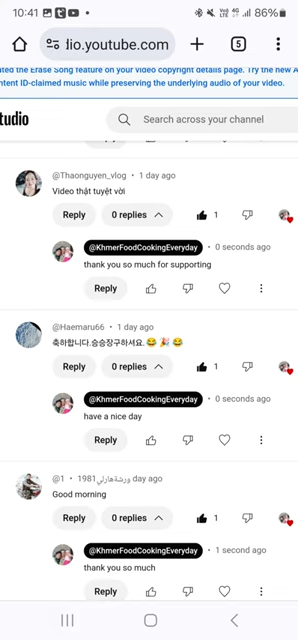 10:41
86%
dio.youtube.com
5
ated the Erase Song feature on your video copyright details page. Try the new A
ntent ID-claimed music while preserving the underlying audio of your video.
tudio
Search across your channel
@Thaonguyen_vlog • 1 day ago
Video thật tuyệt vời
Reply 0 replies 1
@KhmerFoodCookingEveryday • 0 seconds ago
thank you so much for supporting
Reply
@Haemaru66 • 1 day ago
축하합니다.승승장구하셔요.😂🎉😂
Reply 0 replies 1
@KhmerFoodCookingEveryday • 0 seconds ago
have a nice day
Reply
@1 • 1981ورشةهارلي day ago
Good morning
Reply 0 replies 1
@KhmerFoodCookingEveryday • 1 second ago
thank you so much
Reply